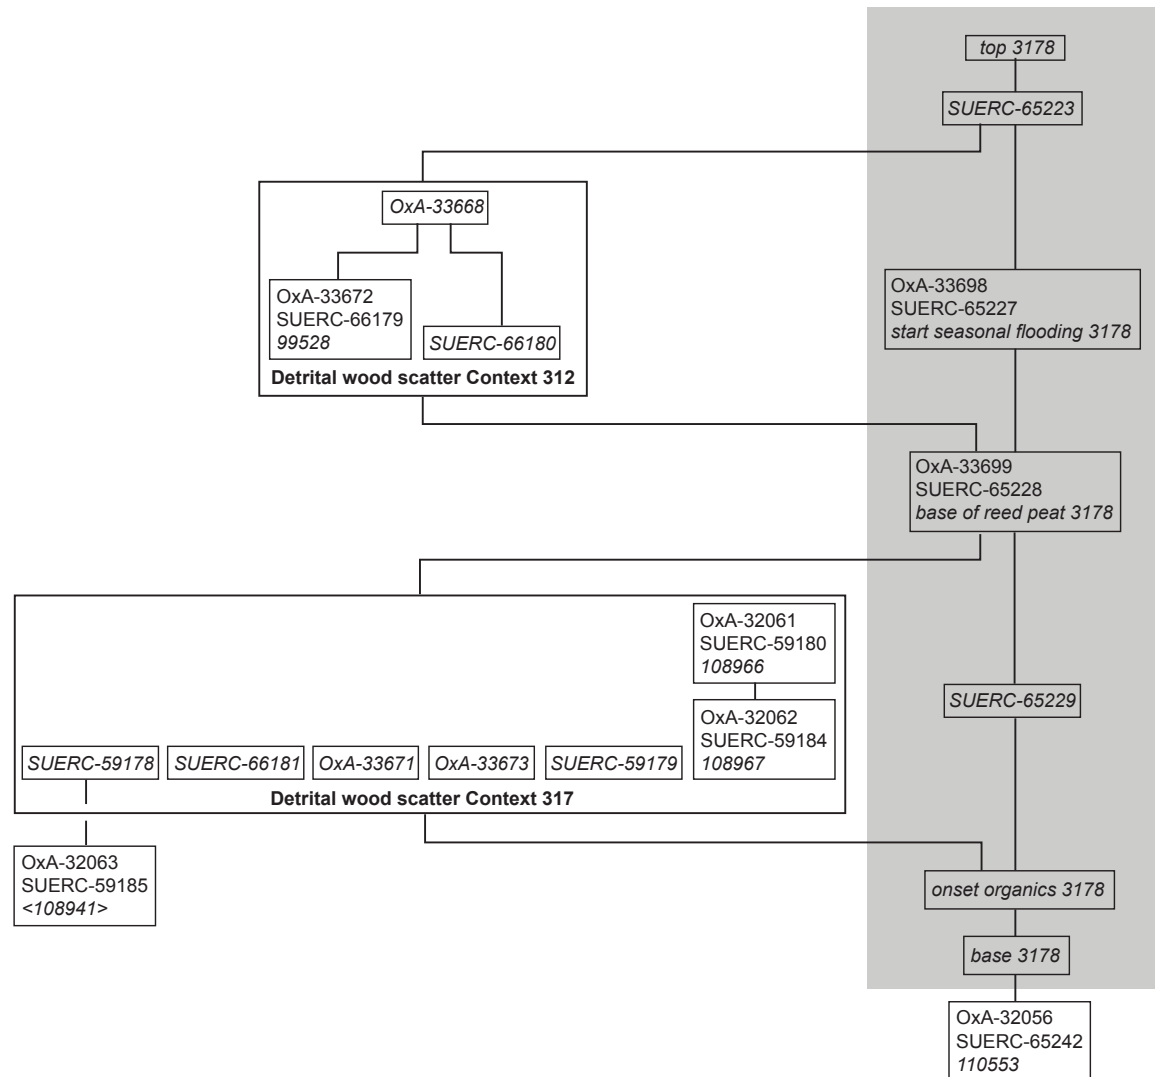 top 3178
SUERC-65223
OxA-33668
OxA-33672
SUERC-66179
99528
SUERC-66180
Detrital wood scatter Context 312
OxA-33698
SUERC-65227
start seasonal flooding 3178
OxA-33699
SUERC-65228
base of reed peat 3178
OxA-32061
SUERC-59180
108966
OxA-32062
SUERC-59184
108967
SUERC-59178
SUERC-66181
OxA-33671
OxA-33673
SUERC-59179
Detrital wood scatter Context 317
SUERC-65229
OxA-32063
SUERC-59185
<108941>
onset organics 3178
base 3178
OxA-32056
SUERC-65242
110553